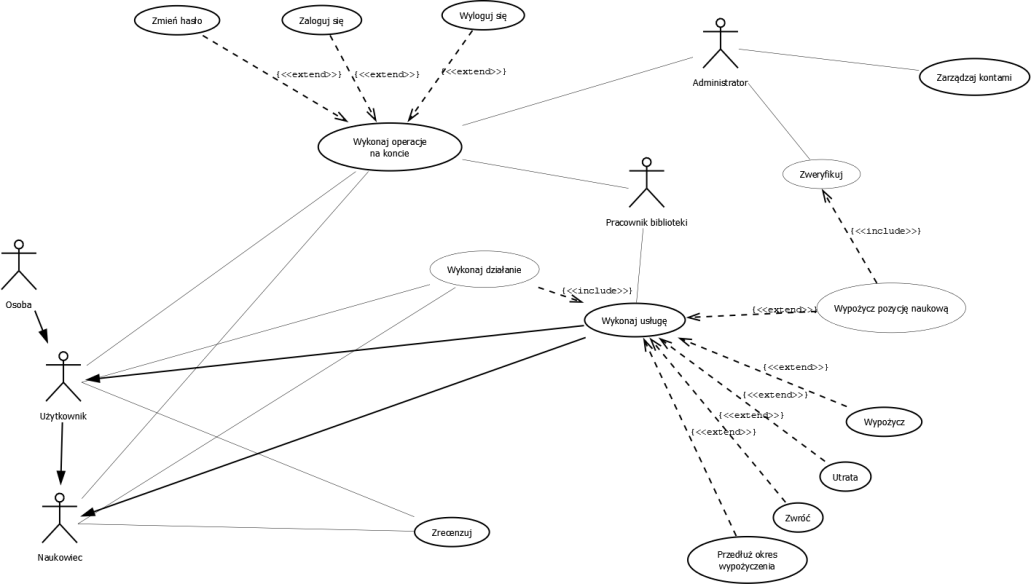 Zmień hasło
Zaloguj się
Wyloguj się
{<<extend>>}
{<<extend>>}
{<<extend>>}
Administrator
Zarządzaj kontami
Wykonaj operacje
na koncie
Zweryfikuj
Pracownik biblioteki
{<<include>>}
Osoba
Wykonaj działanie
{<<include>>}
Wykonaj usługę
{<<extend>>}
Wypożycz pozycję naukową
{<<extend>>}
{<<extend>>}
{<<extend>>}
{<<extend>>}
Użytkownik
Wypożycz
Utrata
Zwróć
Zrecenzuj
Naukowiec
Przedłuż okres
wypożyczenia